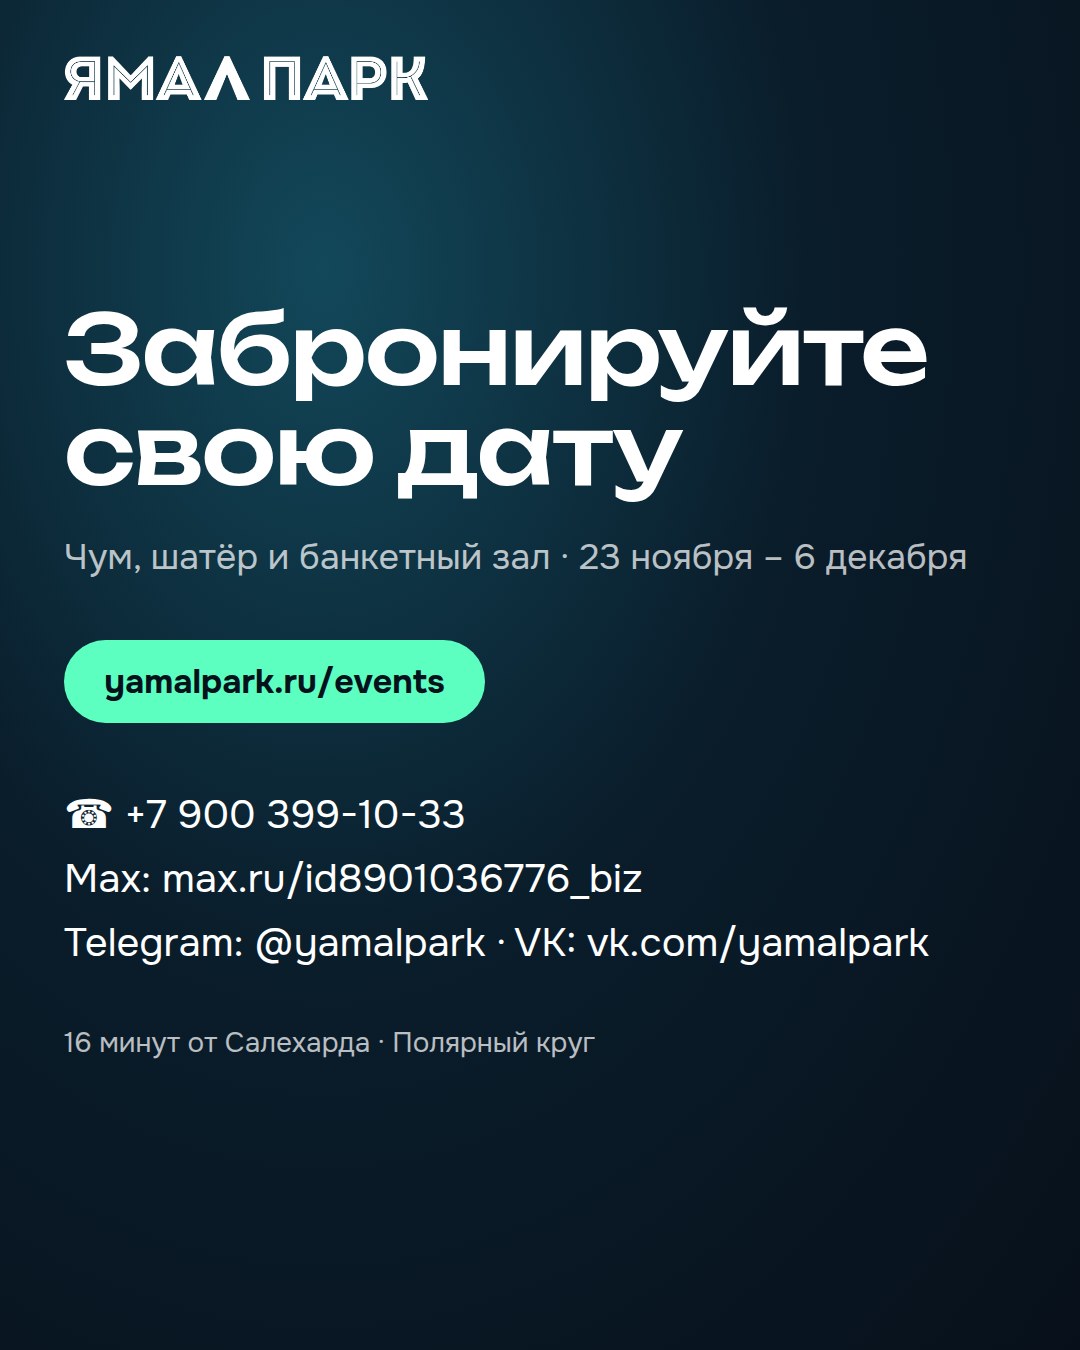 ЯМАЛ ПАРК
Забронируйте
свою дату
Чум, шатёр и банкетный зал · 23 ноября – 6 декабря
yamalpark.ru/events
☎ +7 900 399-10-33
Max: max.ru/id8901036776_biz
Telegram: @yamalpark · VK: vk.com/yamalpark
16 минут от Салехарда · Полярный круг